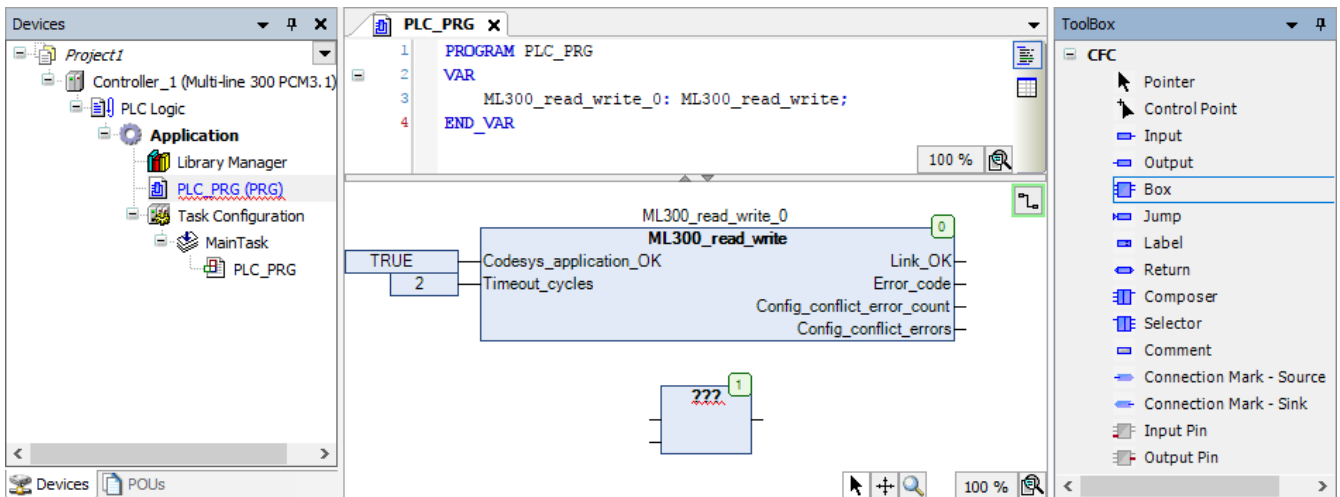 Devices
Project1
Controller_1 (Multi-line 300 PCM3.1)
PLC Logic
Application
Library Manager
PLC_PRG (PRG)
Task Configuration
MainTask
PLC_PRG
Devices
POUs
PLC_PRG
1 PROGRAM PLC_PRG
2 VAR
3 ML300_read_write_0: ML300_read_write;
4 END_VAR
100 %
ML300_read_write_0
0
ML300_read_write
TRUE Codesys_application_OK Link_OK
2 Timeout_cycles Error_code
Config_conflict_error_count
Config_conflict_errors
1
???
100 %
ToolBox
CFC
Pointer
Control Point
Input
Output
Box
Jump
Label
Return
Composer
Selector
Comment
Connection Mark - Source
Connection Mark - Sink
Input Pin
Output Pin